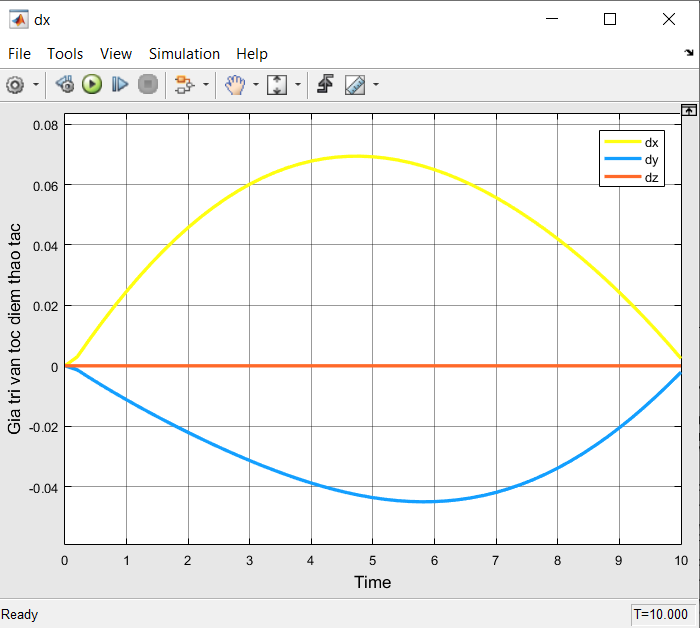 dx
File Tools View Simulation Help
0.08
0.06
0.04
0.02
0
-0.02
-0.04
Gia tri van toc diem thao tac
dx
dy
dz
0 1 2 3 4 5 6 7 8 9 10
Time
Ready T=10.000